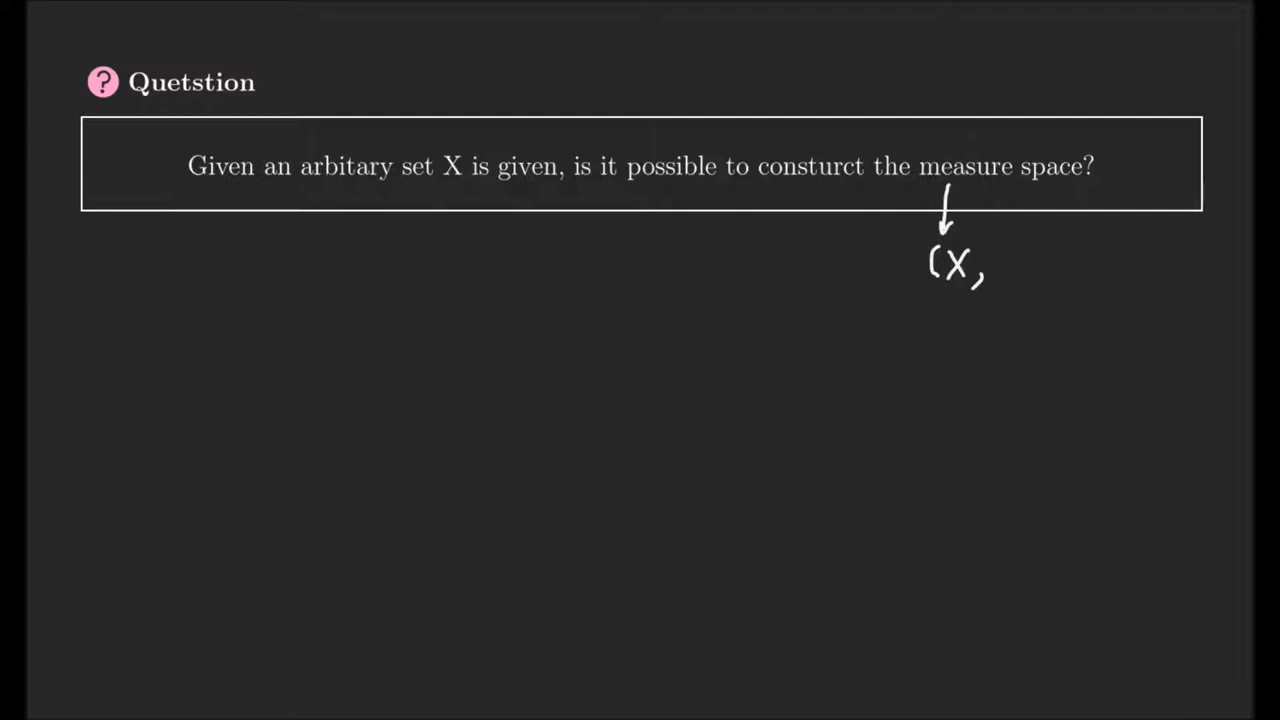 ? Quetstion
Given an arbitary set X is given, is it possible to consturct the measure space?
(X,